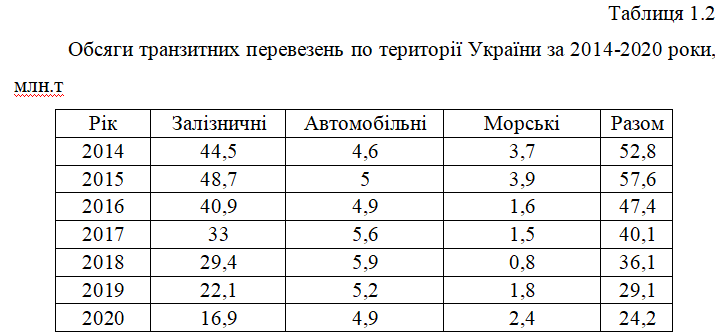 Таблиця 1.2
Обсяги транзитних перевезень по території України за 2014-2020 роки,
млн.т
Рік Залізничні Автомобільні Морські Разом
2014 44,5 4,6 3,7 52,8
2015 48,7 5 3,9 57,6
2016 40,9 4,9 1,6 47,4
2017 33 5,6 1,5 40,1
2018 29,4 5,9 0,8 36,1
2019 22,1 5,2 1,8 29,1
2020 16,9 4,9 2,4 24,2